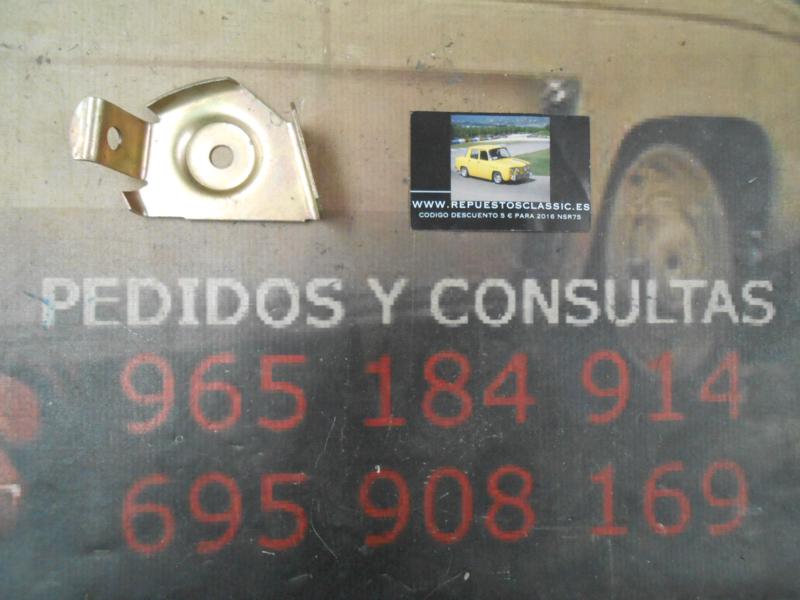 WWW.REPUESTOSCLASSIC.ES
CODIGO DESCUENTO 5 € PARA 2016 NSR75
PEDIDOS Y CONSULTAS
965 184 914
695 908 169